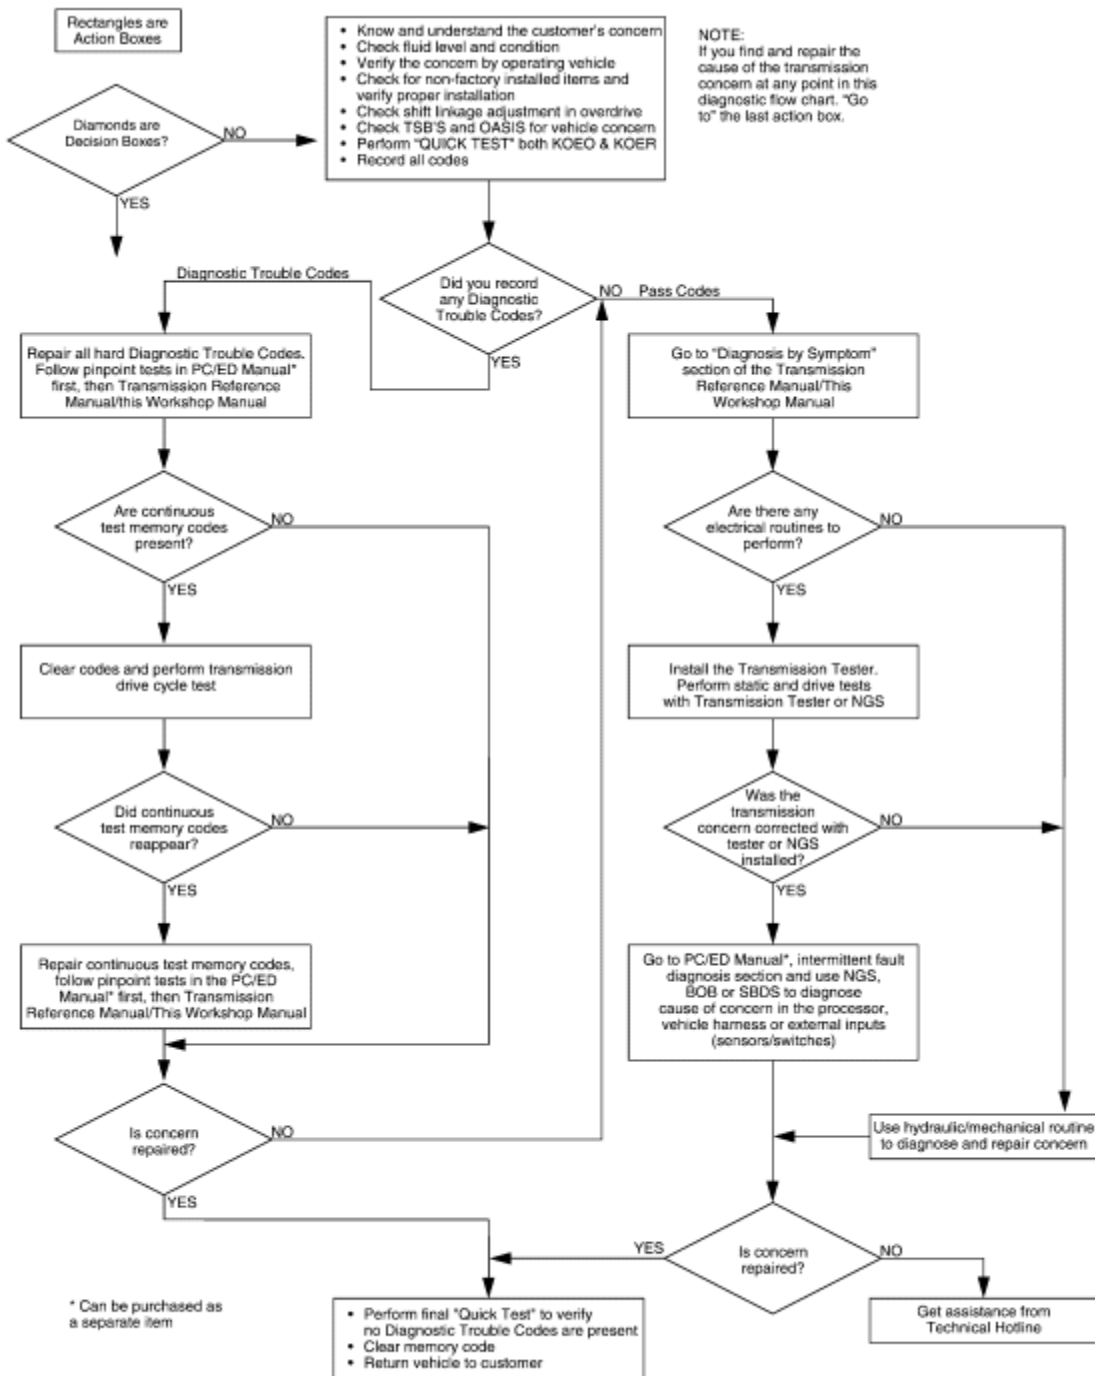 Rectangles are
Action Boxes
Diamonds are
Decision Boxes?
NO
YES
• Know and understand the customer's concern
• Check fluid level and condition
• Verify the concern by operating vehicle
• Check for non-factory installed items and
verify proper installation
• Check shift linkage adjustment in overdrive
• Check TSB'S and OASIS for vehicle concern
• Perform "QUICK TEST" both KOEO & KOER
• Record all codes
NOTE:
If you find and repair the
cause of the transmission
concern at any point in this
diagnostic flow chart. "Go
to" the last action box.
Did you record
any Diagnostic
Trouble Codes?
YES
Diagnostic Trouble Codes
NO Pass Codes
Repair all hard Diagnostic Trouble Codes.
Follow pinpoint tests in PC/ED Manual*
first, then Transmission Reference
Manual/this Workshop Manual
Are continuous
test memory codes
present?
NO
YES
Clear codes and perform transmission
drive cycle test
Did continuous
test memory codes
reappear?
NO
YES
Repair continuous test memory codes,
follow pinpoint tests in the PC/ED
Manual* first, then Transmission
Reference Manual/This Workshop Manual
Is concern
repaired?
NO
YES
Go to "Diagnosis by Symptom"
section of the Transmission
Reference Manual/This
Workshop Manual
Are there any
electrical routines to
perform?
NO
YES
Install the Transmission Tester.
Perform static and drive tests
with Transmission Tester or NGS
Was the
transmission
concern corrected with
tester or NGS
installed?
NO
YES
Go to PC/ED Manual*, intermittent fault
diagnosis section and use NGS,
BOB or SBDS to diagnose
cause of concern in the processor,
vehicle harness or external inputs
(sensors/switches)
Use hydraulic/mechanical routine
to diagnose and repair concern
Is concern
repaired?
YES
NO
Get assistance from
Technical Hotline
• Perform final "Quick Test" to verify
no Diagnostic Trouble Codes are present
• Clear memory code
• Return vehicle to customer
* Can be purchased as
a separate item